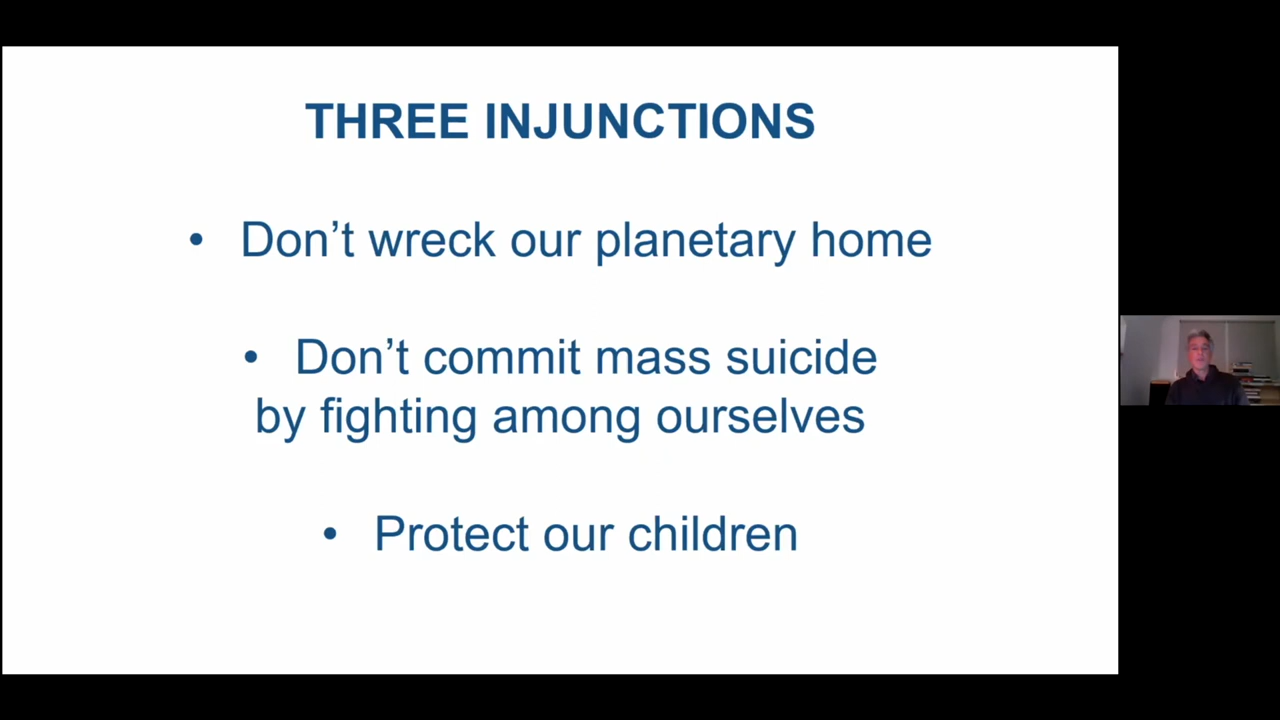 THREE INJUNCTIONS
• Don’t wreck our planetary home
• Don’t commit mass suicide
by fighting among ourselves
• Protect our children